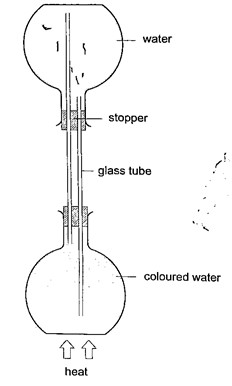 water
stopper
glass tube
coloured water
heat